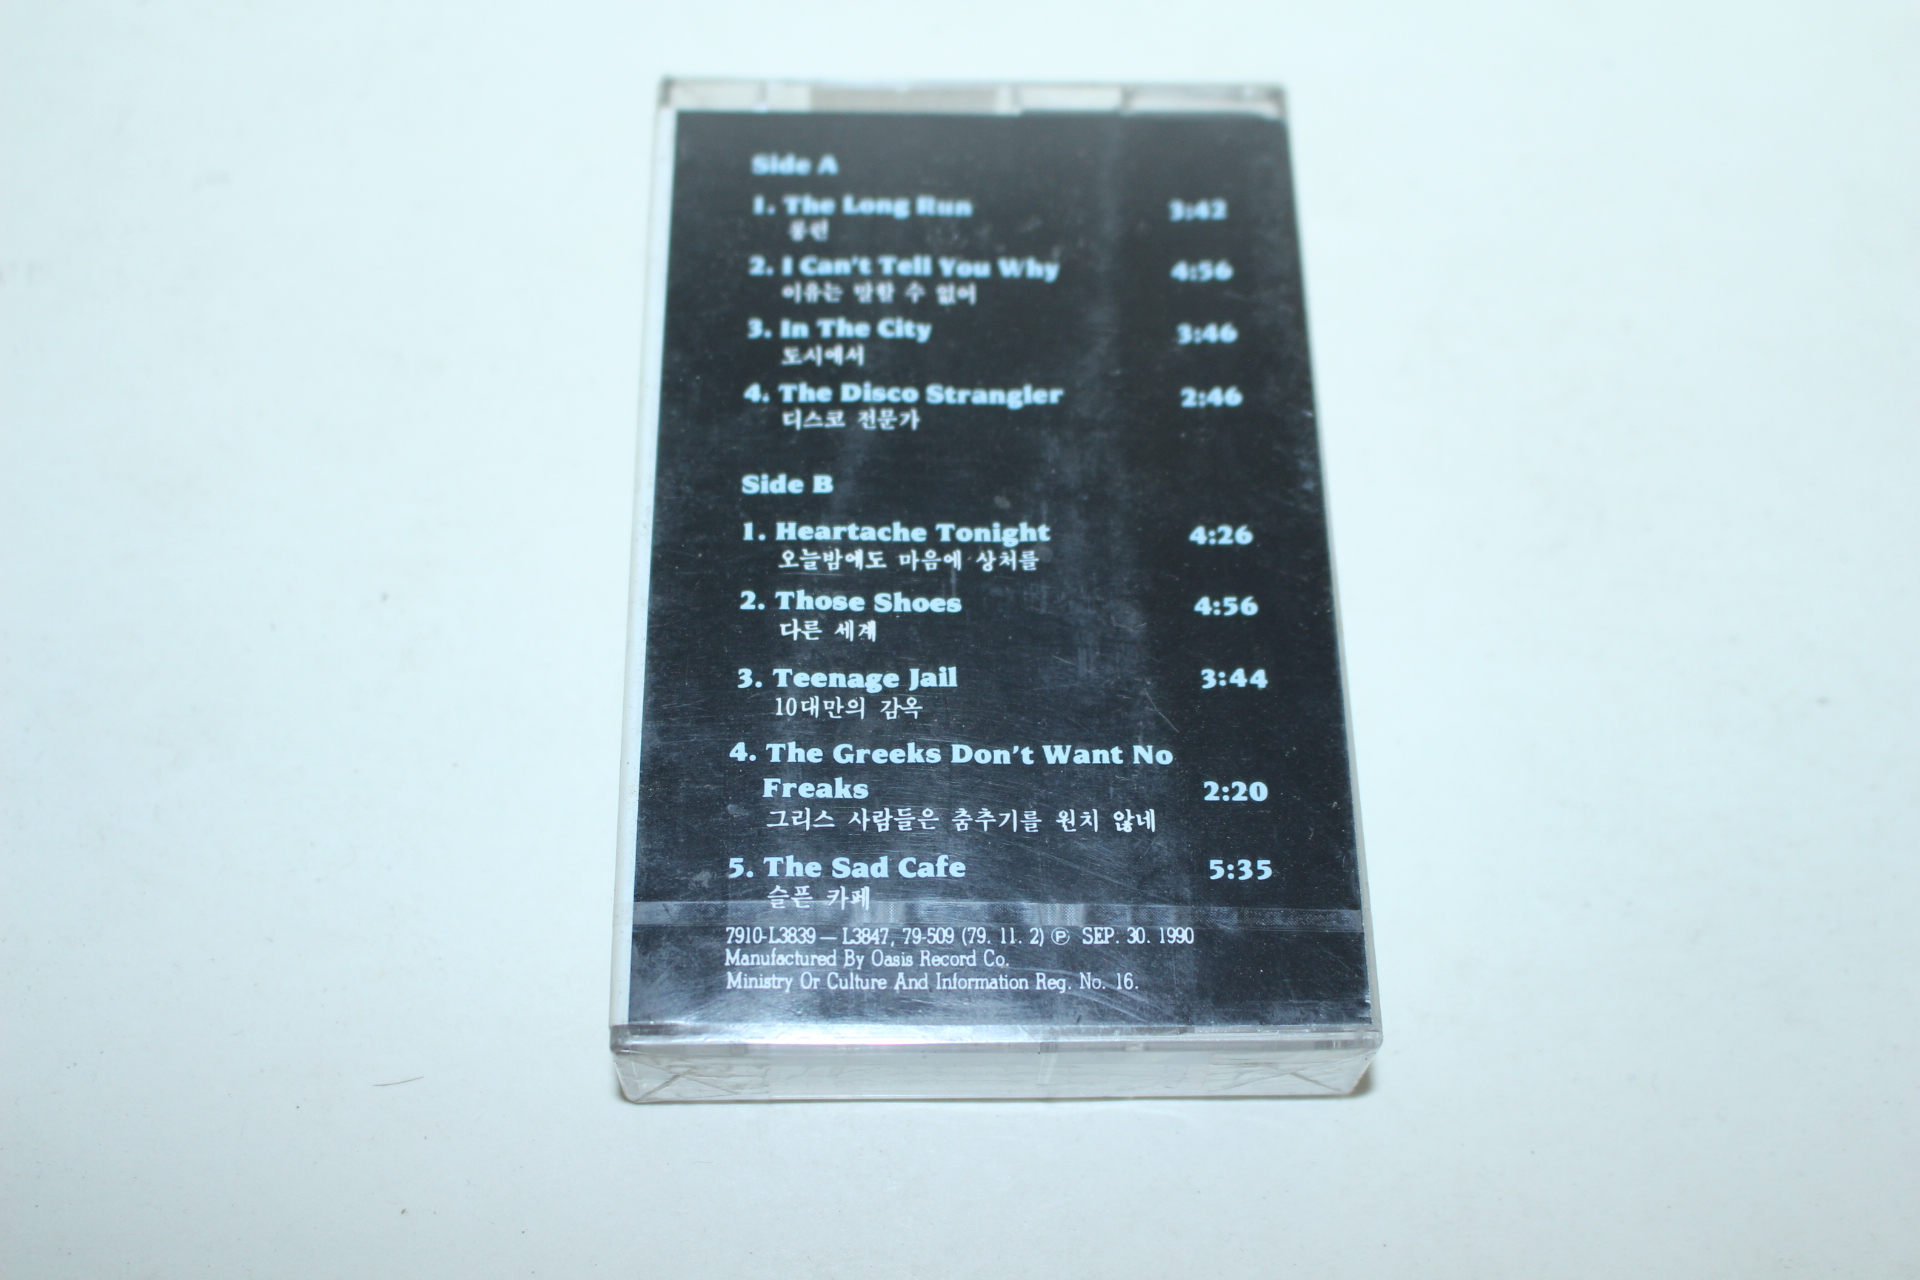 Side A
1. The Long Run 3:42
롱런
2. I Can't Tell You Why 4:56
이유는 말할 수 없어
3. In The City 3:46
도시에서
4. The Disco Strangler 2:46
디스코 전문가
Side B
1. Heartache Tonight 4:26
오늘밤에도 마음에 상처를
2. Those Shoes 4:56
다른 세계
3. Teenage Jail 3:44
10대만의 감옥
4. The Greeks Don't Want No
Freaks 2:20
그리스 사람들은 춤추기를 원치 않네
5. The Sad Cafe 5:35
슬픈 카페
7910-L3839 — L3847, 79-509 (79. 11. 2) ℗ SEP. 30. 1990
Manufactured By Oasis Record Co.
Ministry Or Culture And Information Reg. No. 16.